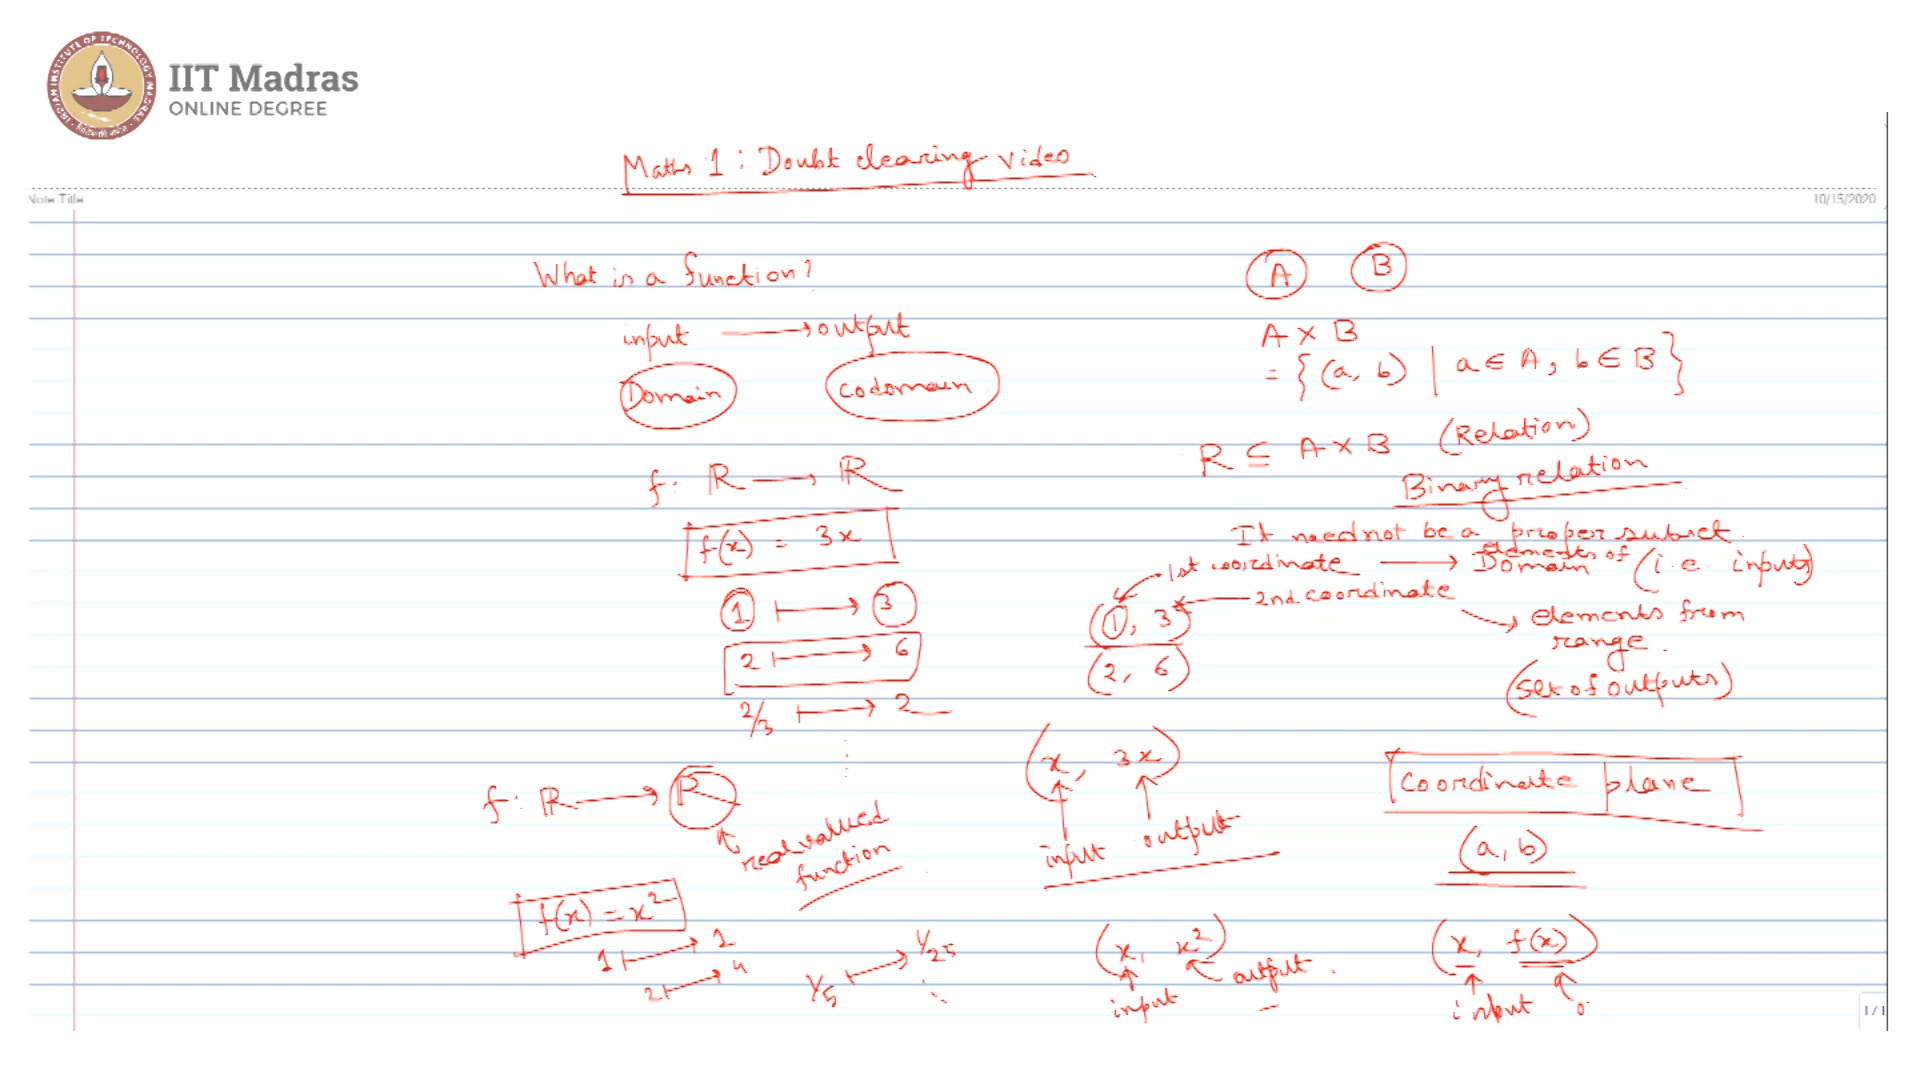 IIT Madras
ONLINE DEGREE
Maths 1 : Doubt clearing video
Note Title
10/15/2020
What is a function?
input ⟶ output
Domain codomain
f: ℝ ⟶ ℝ
f(x) = 3x
1 ⟼ 3
2 ⟼ 6
2/3 ⟼ 2
⋮
f: ℝ ⟶ ℝ
real valued
function
f(x) = x²
1 ⟼ 1
2 ⟼ 4
1/5 ⟼ 1/25
A B
A × B
= {(a, b) | a ∈ A, b ∈ B}
R ⊆ A × B (Relation)
Binary relation
It need not be a proper subset.
1st coordinate ⟶ elements of Domain (i.e. inputs)
(1, 3) 2nd coordinate
elements from
range.
(2, 6)
(set of outputs)
(x, 3x)
input output
coordinate plane
(a, b)
(x, x²)
input output
(x, f(x))
input o
1 / 1